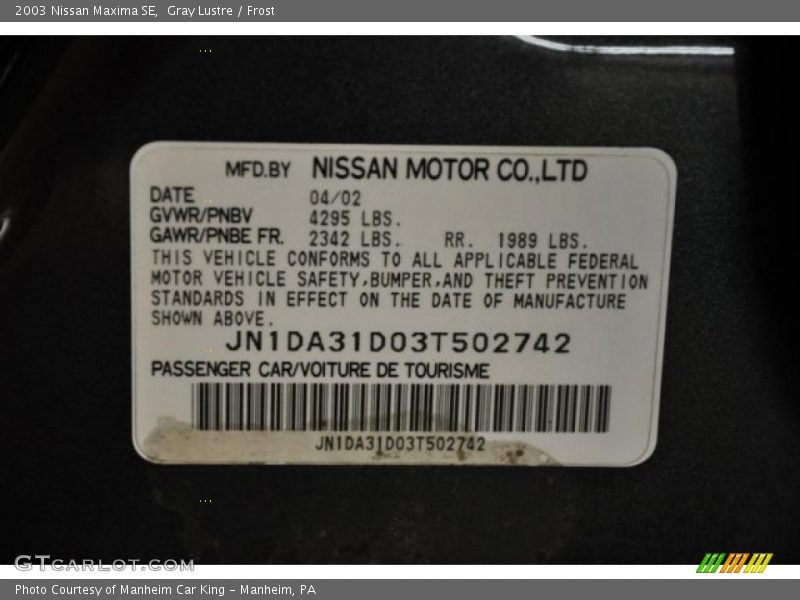 2003 Nissan Maxima SE,  Gray Lustre / Frost
MFD.BY NISSAN MOTOR CO.,LTD
DATE 04/02
GVWR/PNBV 4295 LBS.
GAWR/PNBE FR. 2342 LBS. RR. 1989 LBS.
THIS VEHICLE CONFORMS TO ALL APPLICABLE FEDERAL
MOTOR VEHICLE SAFETY,BUMPER,AND THEFT PREVENTION
STANDARDS IN EFFECT ON THE DATE OF MANUFACTURE
SHOWN ABOVE.
JN1DA31D03T502742
PASSENGER CAR/VOITURE DE TOURISME
JN1DA31D03T502742
GTCARLOT.COM
Photo Courtesy of Manheim Car King - Manheim, PA